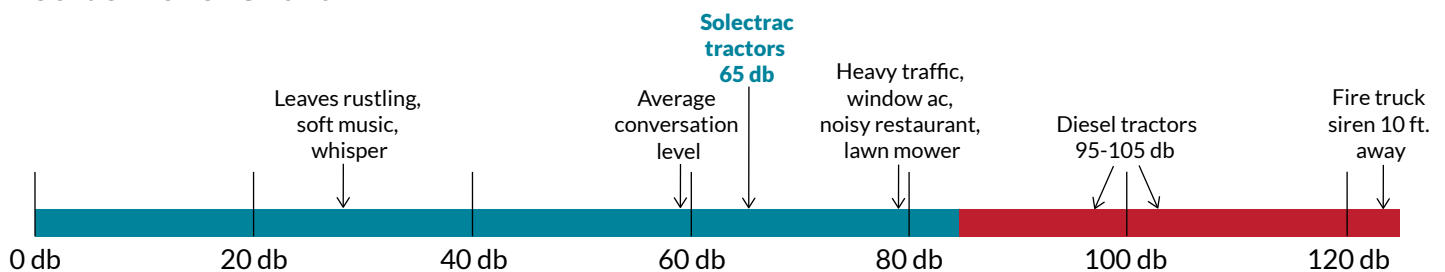 Solectrac
tractors
65 db
Leaves rustling,
soft music,
whisper
Average
conversation
level
Heavy traffic,
window ac,
noisy restaurant,
lawn mower
Diesel tractors
95-105 db
Fire truck
siren 10 ft.
away
0 db
20 db
40 db
60 db
80 db
100 db
120 db